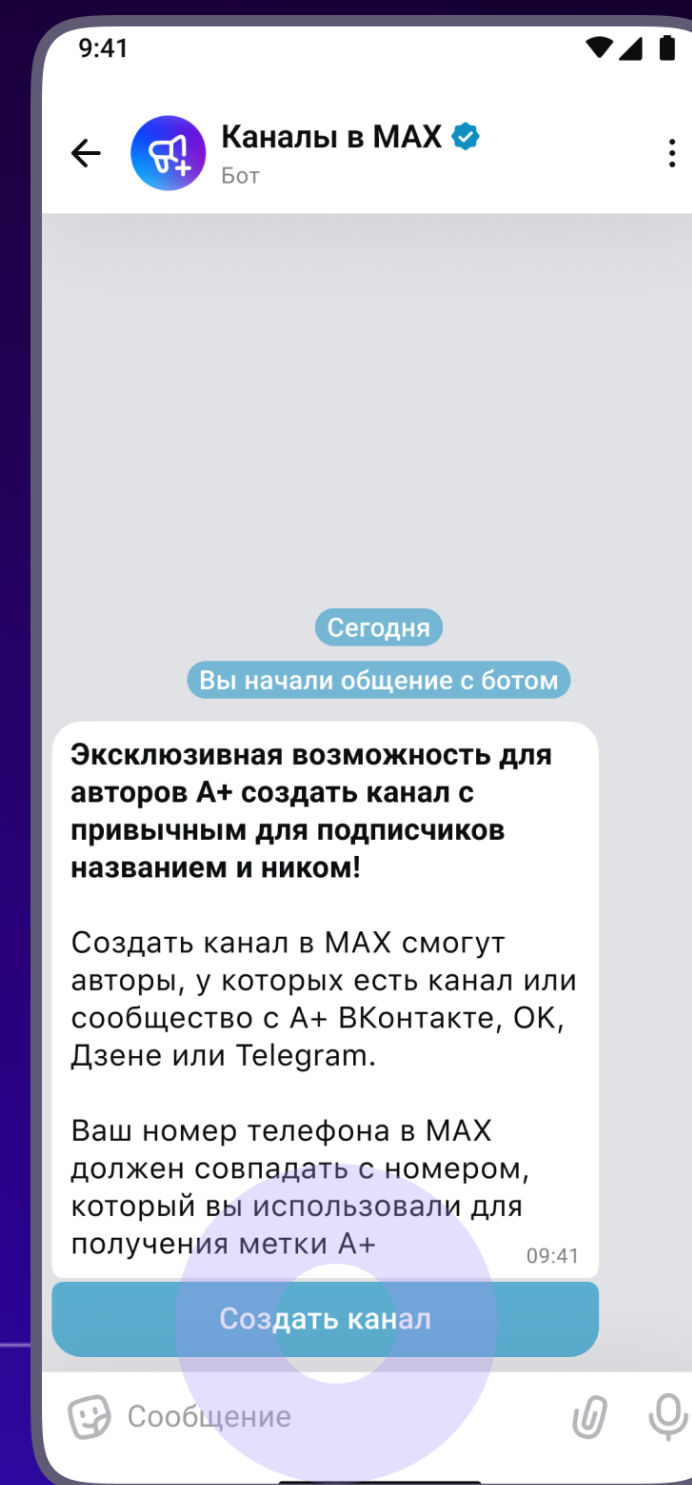 9:41
Каналы в MAX
Бот
Сегодня
Вы начали общение с ботом
Эксклюзивная возможность для
авторов А+ создать канал с
привычным для подписчиков
названием и ником!
Создать канал в MAX смогут
авторы, у которых есть канал или
сообщество с А+ ВКонтакте, ОК,
Дзене или Telegram.
Ваш номер телефона в MAX
должен совпадать с номером,
который вы использовали для
получения метки А+
09:41
Создать канал
Сообщение